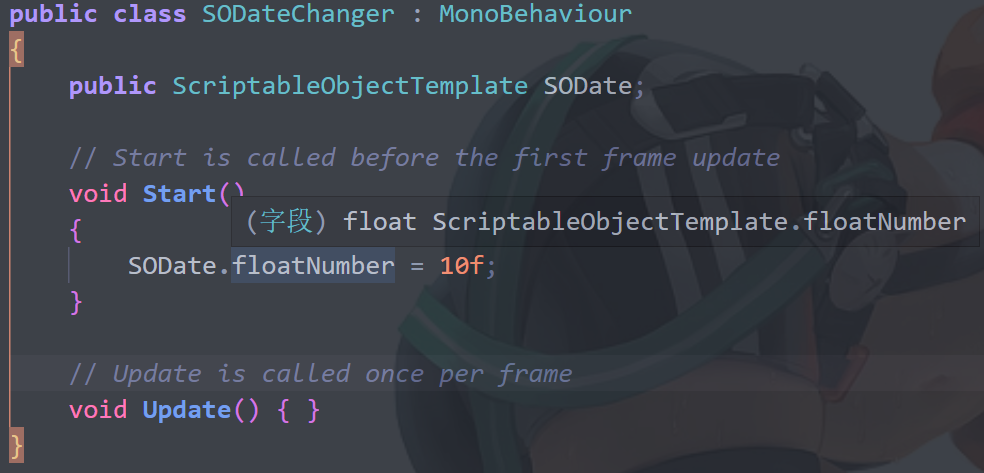 public class SODateChanger : MonoBehaviour
{
public ScriptableObjectTemplate SODate;
// Start is called before the first frame update
void Start()
(字段) float ScriptableObjectTemplate.floatNumber
{
SODate.floatNumber = 10f;
}
// Update is called once per frame
void Update() { }
}